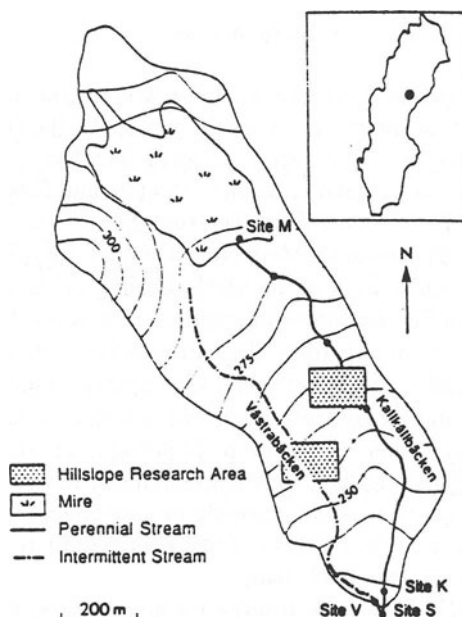 Site M
N
300
275
Västrabäcken
Kallkällbäcken
250
Hillslope Research Area
Mire
Perennial Stream
Intermittent Stream
Site K
Site V
Site S
200 m